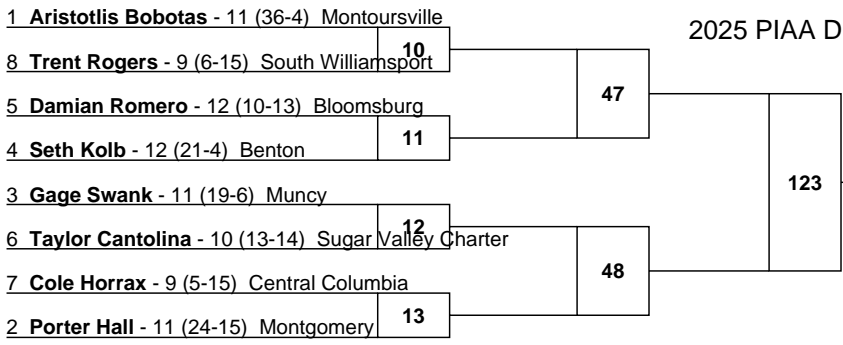 1 Aristotlis Bobotas - 11 (36-4) Montoursville
10
2025 PIAA D
8 Trent Rogers - 9 (6-15) South Williamsport
47
5 Damian Romero - 12 (10-13) Bloomsburg
11
4 Seth Kolb - 12 (21-4) Benton
123
3 Gage Swank - 11 (19-6) Muncy
12
6 Taylor Cantolina - 10 (13-14) Sugar Valley Charter
48
7 Cole Horrax - 9 (5-15) Central Columbia
13
2 Porter Hall - 11 (24-15) Montgomery